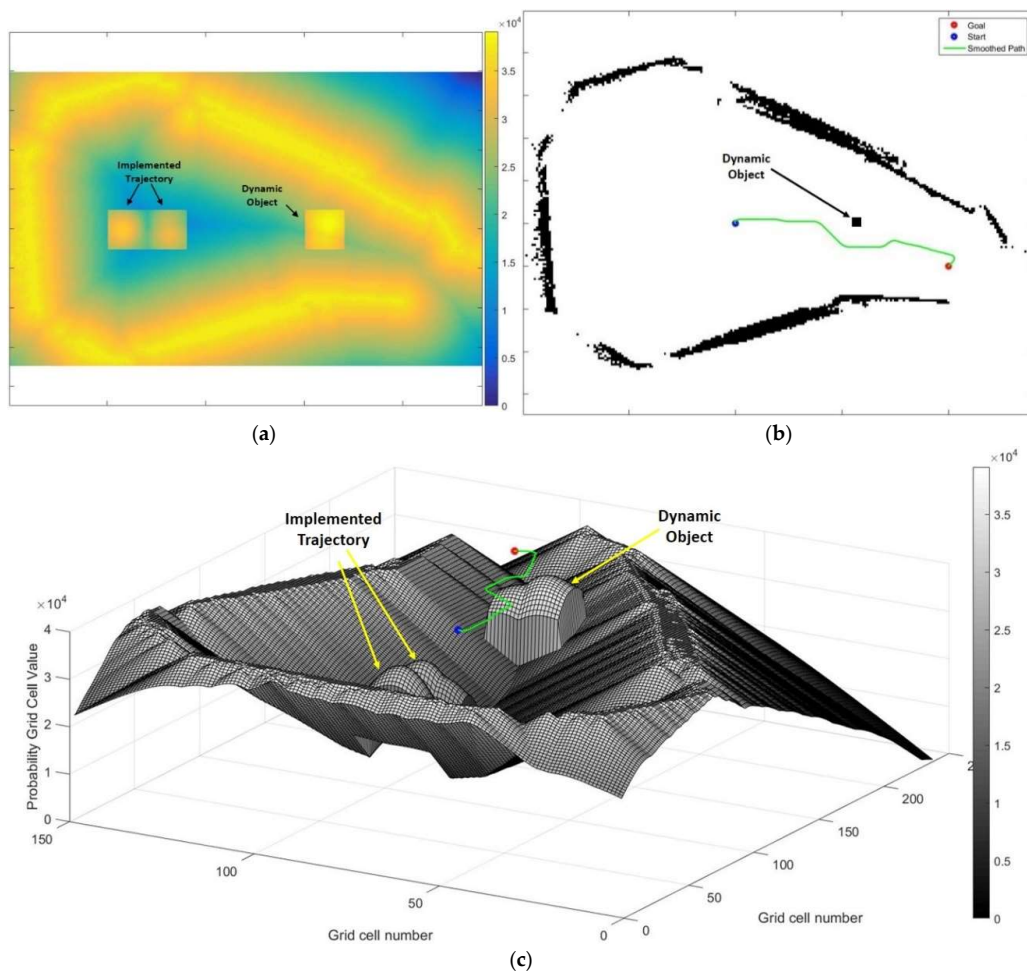 ×10⁴
3.5
3
2.5
2
1.5
1
0.5
0
Implemented
Trajectory
Dynamic
Object
(a)
Goal
Start
Smoothed Path
Dynamic
Object
(b)
Implemented
Trajectory
Dynamic
Object
×10⁴
4
3
2
1
0
Probability Grid Cell Value
150
100
50
0
Grid cell number
0
50
100
150
200
Grid cell number
×10⁴
3.5
3
2.5
2
1.5
1
0.5
0
(c)